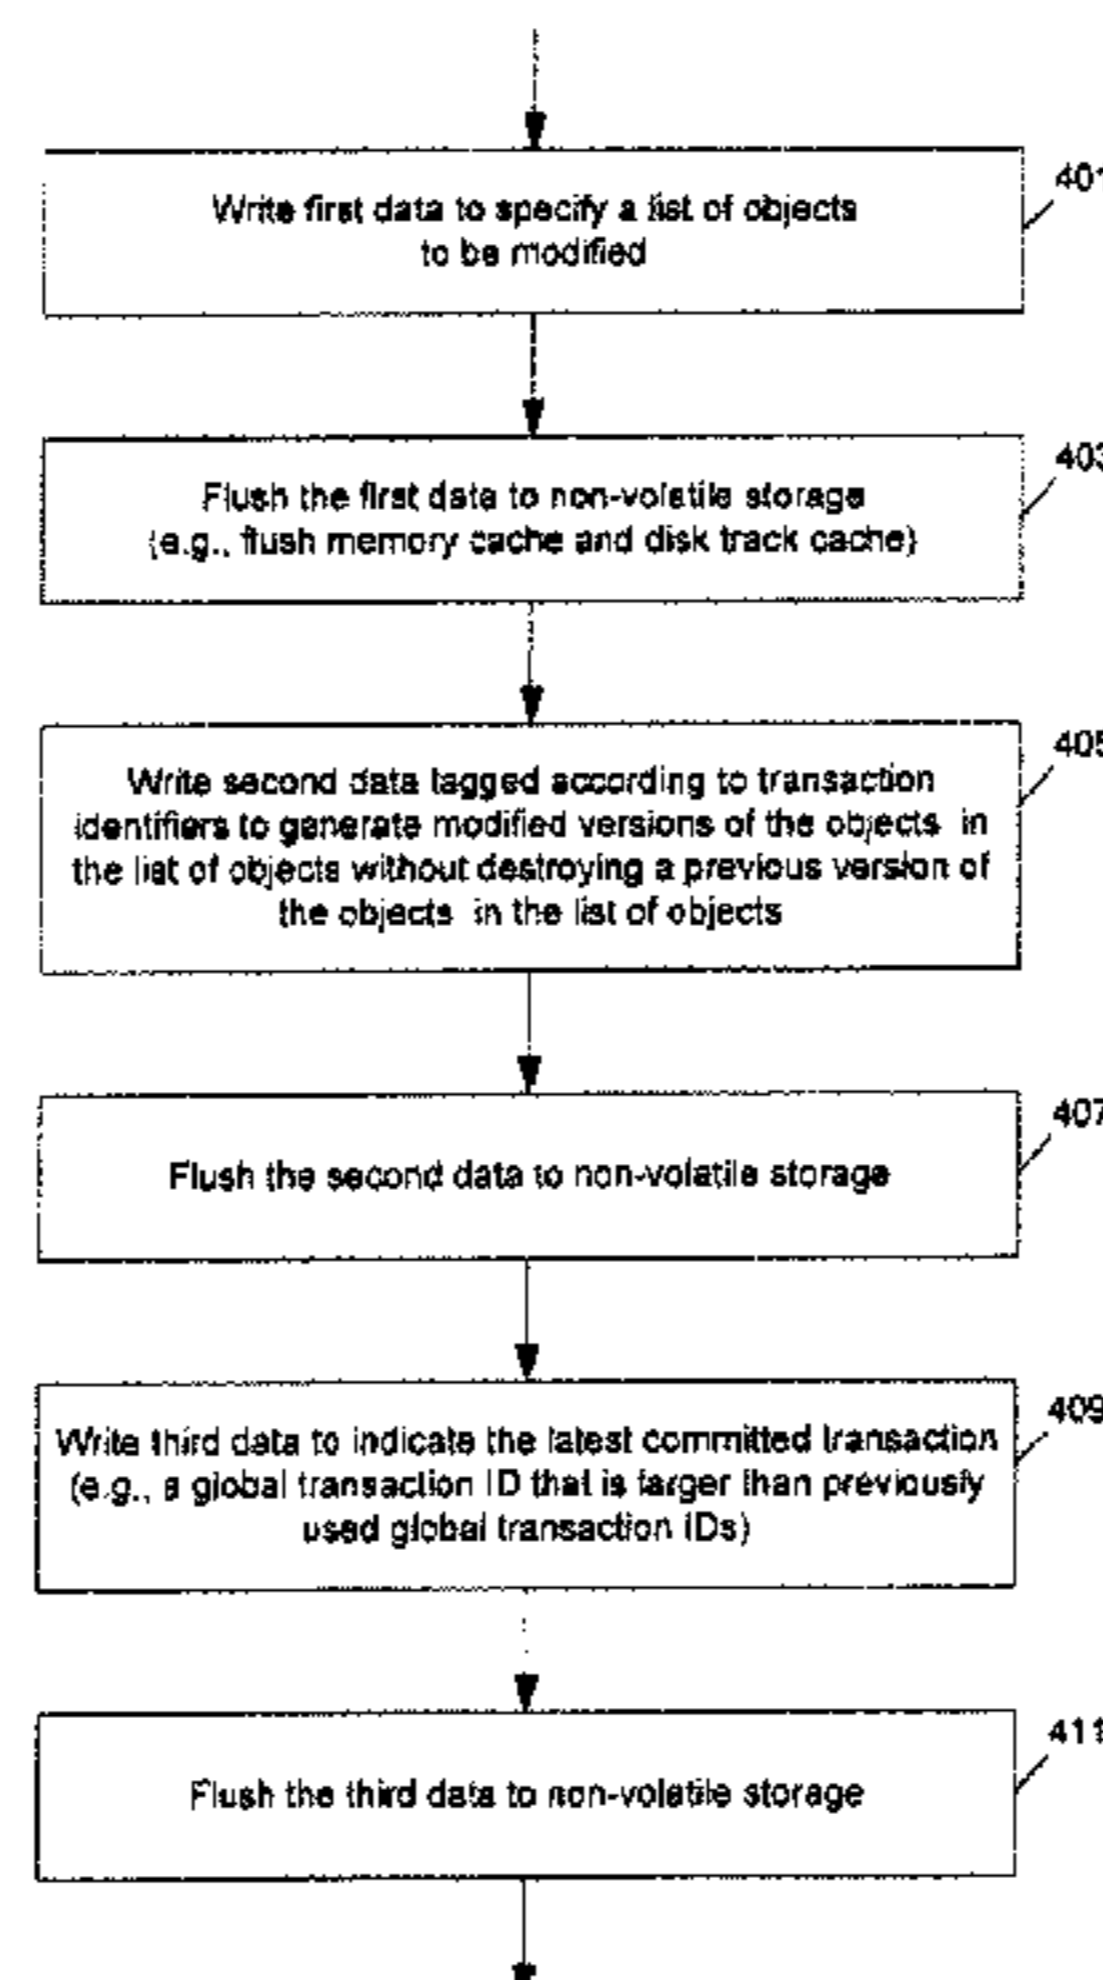 401
Write first data to specify a list of objects
to be modified
403
Flush the first data to non-volatile storage
(e.g., flush memory cache and disk track cache)
405
Write second data tagged according to transaction
identifiers to generate modified versions of the objects in
the list of objects without destroying a previous version of
the objects in the list of objects
407
Flush the second data to non-volatile storage
409
Write third data to indicate the latest committed transaction
(e.g., a global transaction ID that is larger than previously
used global transaction IDs)
411
Flush the third data to non-volatile storage